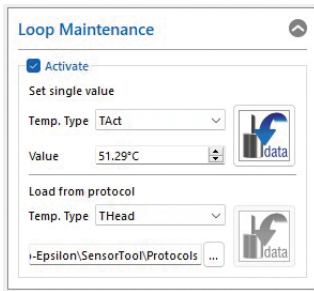 Loop Maintenance
Activate
Set single value
Temp. Type TAct
data
Value 51.29°C
Load from protocol
Temp. Type THead
data
-Epsilon\SensorTool\Protocols ...